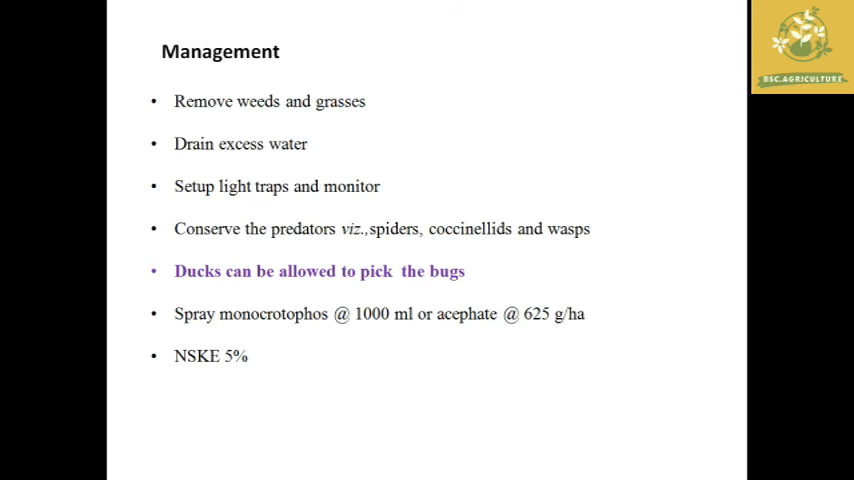 Management
• Remove weeds and grasses
• Drain excess water
• Setup light traps and monitor
• Conserve the predators viz.,spiders, coccinellids and wasps
• Ducks can be allowed to pick the bugs
• Spray monocrotophos @ 1000 ml or acephate @ 625 g/ha
• NSKE 5%
BSC.AGRICULTURE